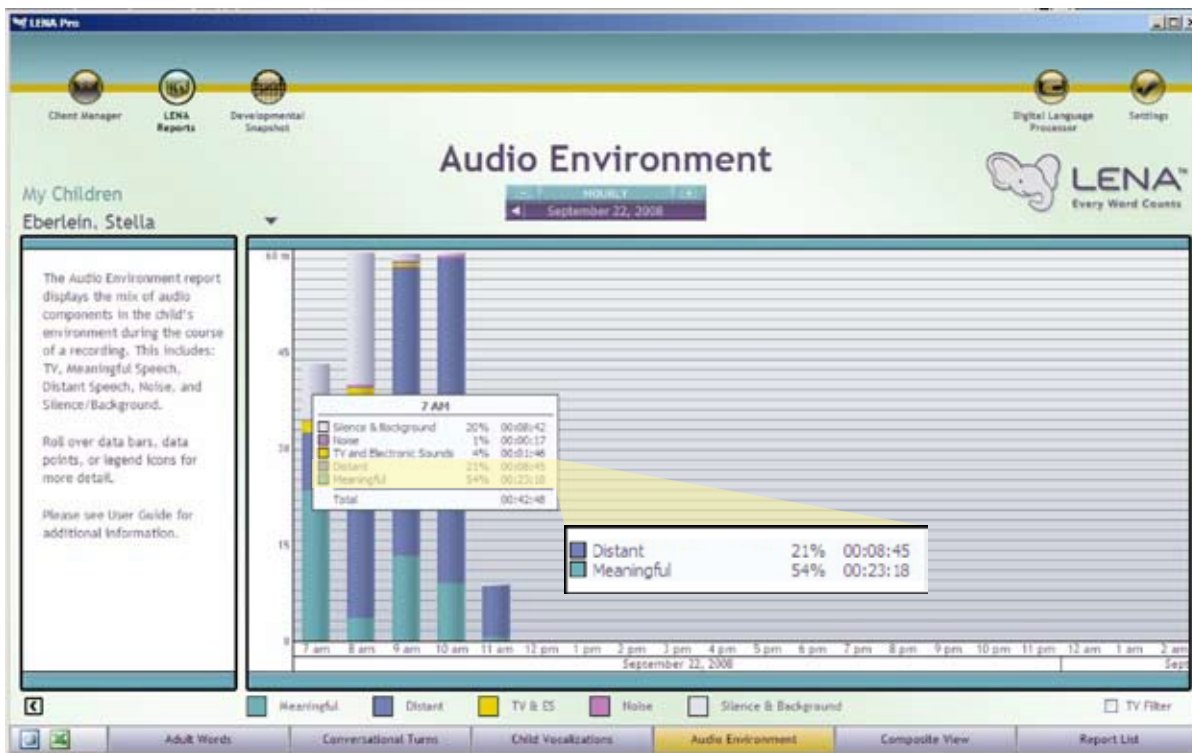 LENA Pro
Client Manager
LENA Reports
Developmental Snapshot
Digital Language Processor
Settings
Audio Environment
LENA™
Every Word Counts
HOURLY
September 22, 2008
My Children
Eberlein, Stella
The Audio Environment report
displays the mix of audio
components in the child's
environment during the course
of a recording. This includes:
TV, Meaningful Speech,
Distant Speech, Noise, and
Silence/Background.
Roll over data bars, data
points, or legend icons for
more detail.
Please see User Guide for
additional information.
60 m
45
30
15
0
7 AM
Silence & Background 20% 00:08:42
Noise 1% 00:00:17
TV and Electronic Sounds 4% 00:01:46
Distant 21% 00:08:45
Meaningful 54% 00:23:18
Total 00:42:48
Distant 21% 00:08:45
Meaningful 54% 00:23:18
7 am 8 am 9 am 10 am 11 am 12 pm 1 pm 2 pm 3 pm 4 pm 5 pm 6 pm 7 pm 8 pm 9 pm 10 pm 11 pm 12 am 1 am 2 am
September 22, 2008 Sept
Meaningful Distant TV & ES Noise Silence & Background TV Filter
Adult Words Conversational Turns Child Vocalizations Audio Environment Composite View Report List